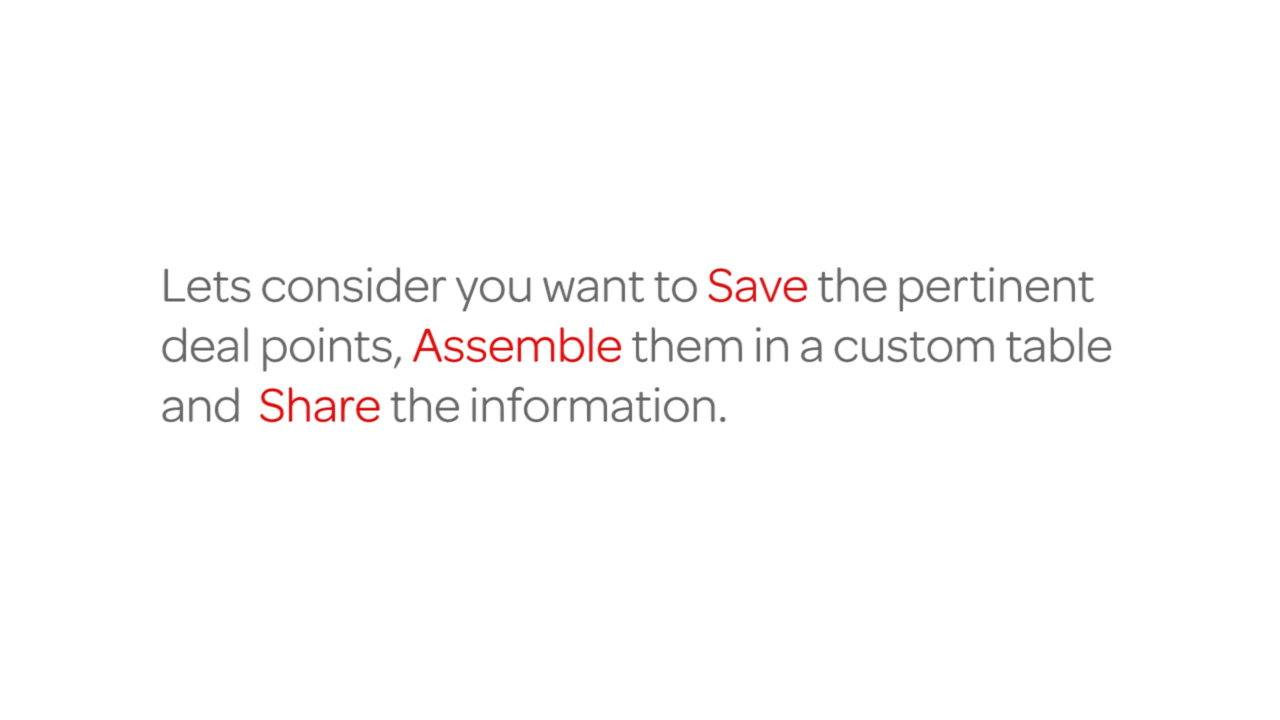 Lets consider you want to Save the pertinent
deal points, Assemble them in a custom table
and Share the information.